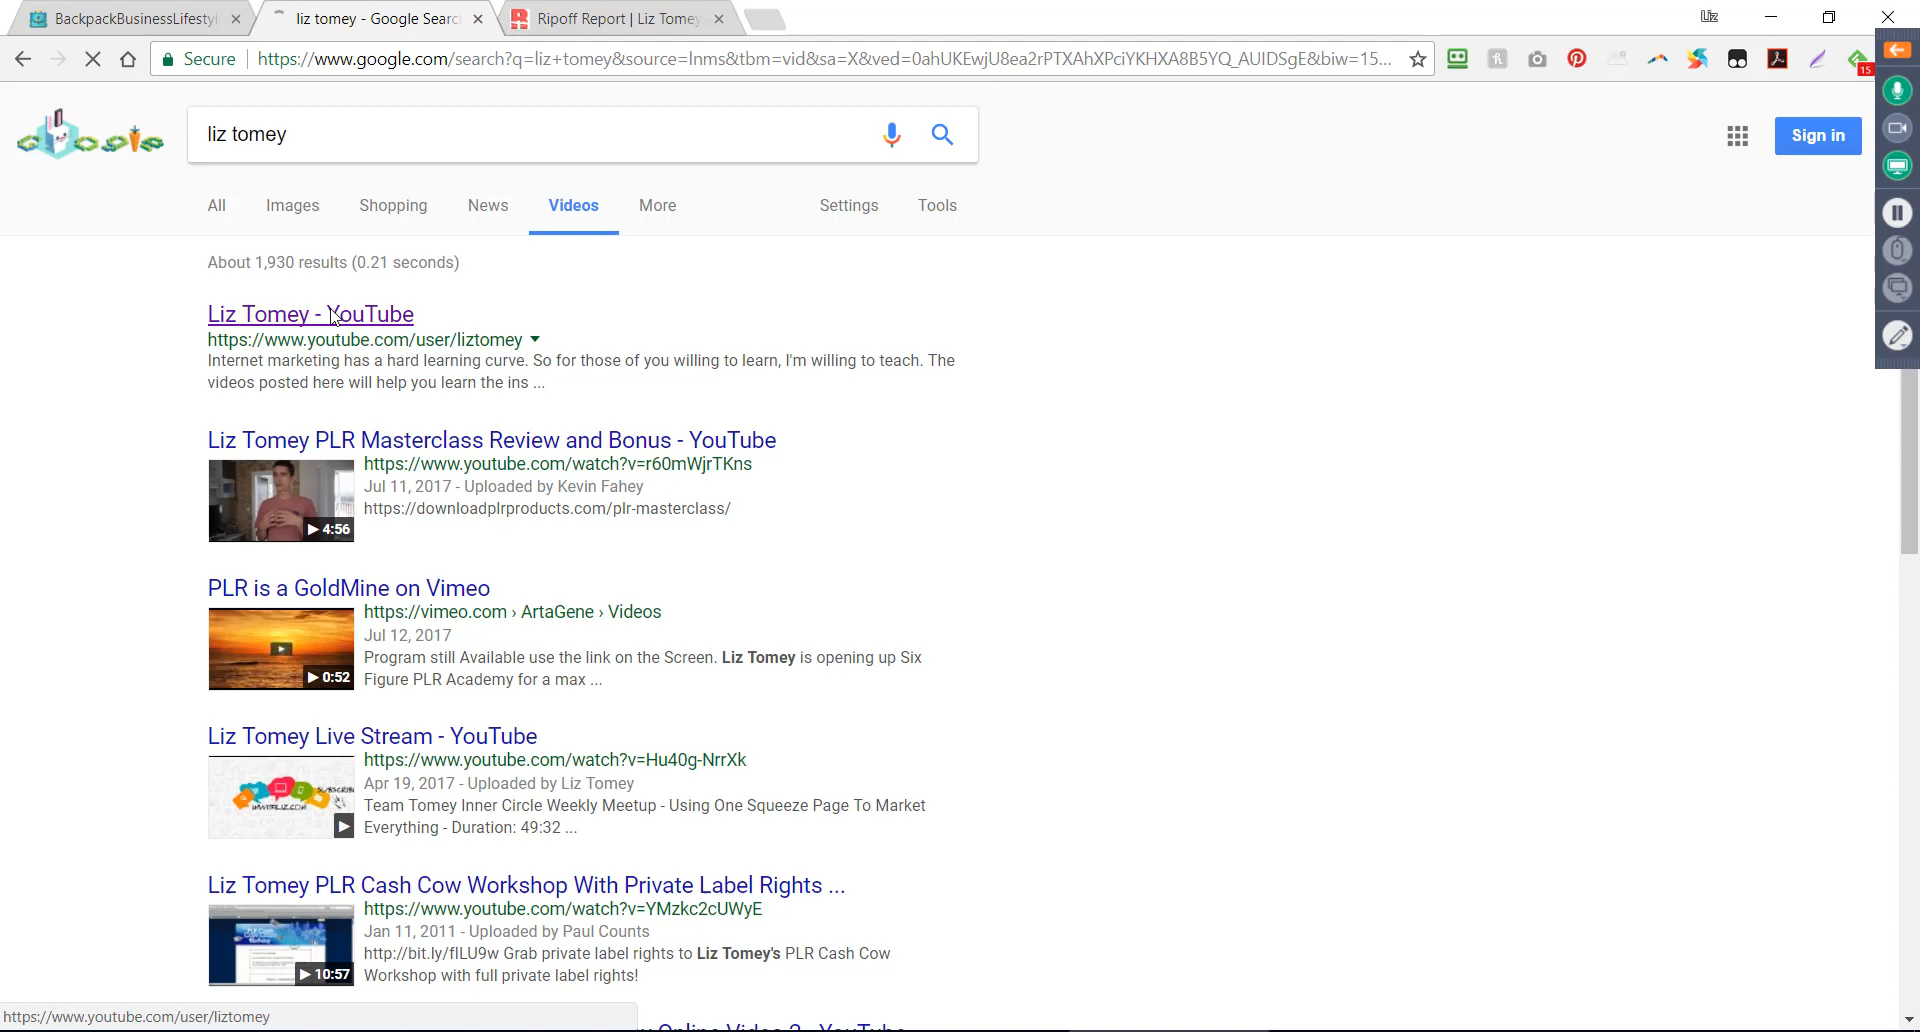 BackpackBusinessLifestyl
liz tomey - Google Searc
Ripoff Report | Liz Tomey
Liz
Secure
https://www.google.com/search?q=liz+tomey&source=lnms&tbm=vid&sa=X&ved=0ahUKEwjU8ea2rPTXAhXPciYKHXA8B5YQ_AUIDSgE&biw=15...
15
liz tomey
Sign in
All Images Shopping News Videos More Settings Tools
About 1,930 results (0.21 seconds)
Liz Tomey - YouTube
https://www.youtube.com/user/liztomey
Internet marketing has a hard learning curve. So for those of you willing to learn, I'm willing to teach. The
videos posted here will help you learn the ins ...
Liz Tomey PLR Masterclass Review and Bonus - YouTube
https://www.youtube.com/watch?v=r60mWjrTKns
Jul 11, 2017 - Uploaded by Kevin Fahey
https://downloadplrproducts.com/plr-masterclass/
4:56
PLR is a GoldMine on Vimeo
https://vimeo.com › ArtaGene › Videos
Jul 12, 2017
Program still Available use the link on the Screen. Liz Tomey is opening up Six
Figure PLR Academy for a max ...
0:52
Liz Tomey Live Stream - YouTube
https://www.youtube.com/watch?v=Hu40g-NrrXk
Apr 19, 2017 - Uploaded by Liz Tomey
Team Tomey Inner Circle Weekly Meetup - Using One Squeeze Page To Market
Everything - Duration: 49:32 ...
Liz Tomey PLR Cash Cow Workshop With Private Label Rights ...
https://www.youtube.com/watch?v=YMzkc2cUWyE
Jan 11, 2011 - Uploaded by Paul Counts
http://bit.ly/fILU9w Grab private label rights to Liz Tomey's PLR Cash Cow
Workshop with full private label rights!
10:57
https://www.youtube.com/user/liztomey